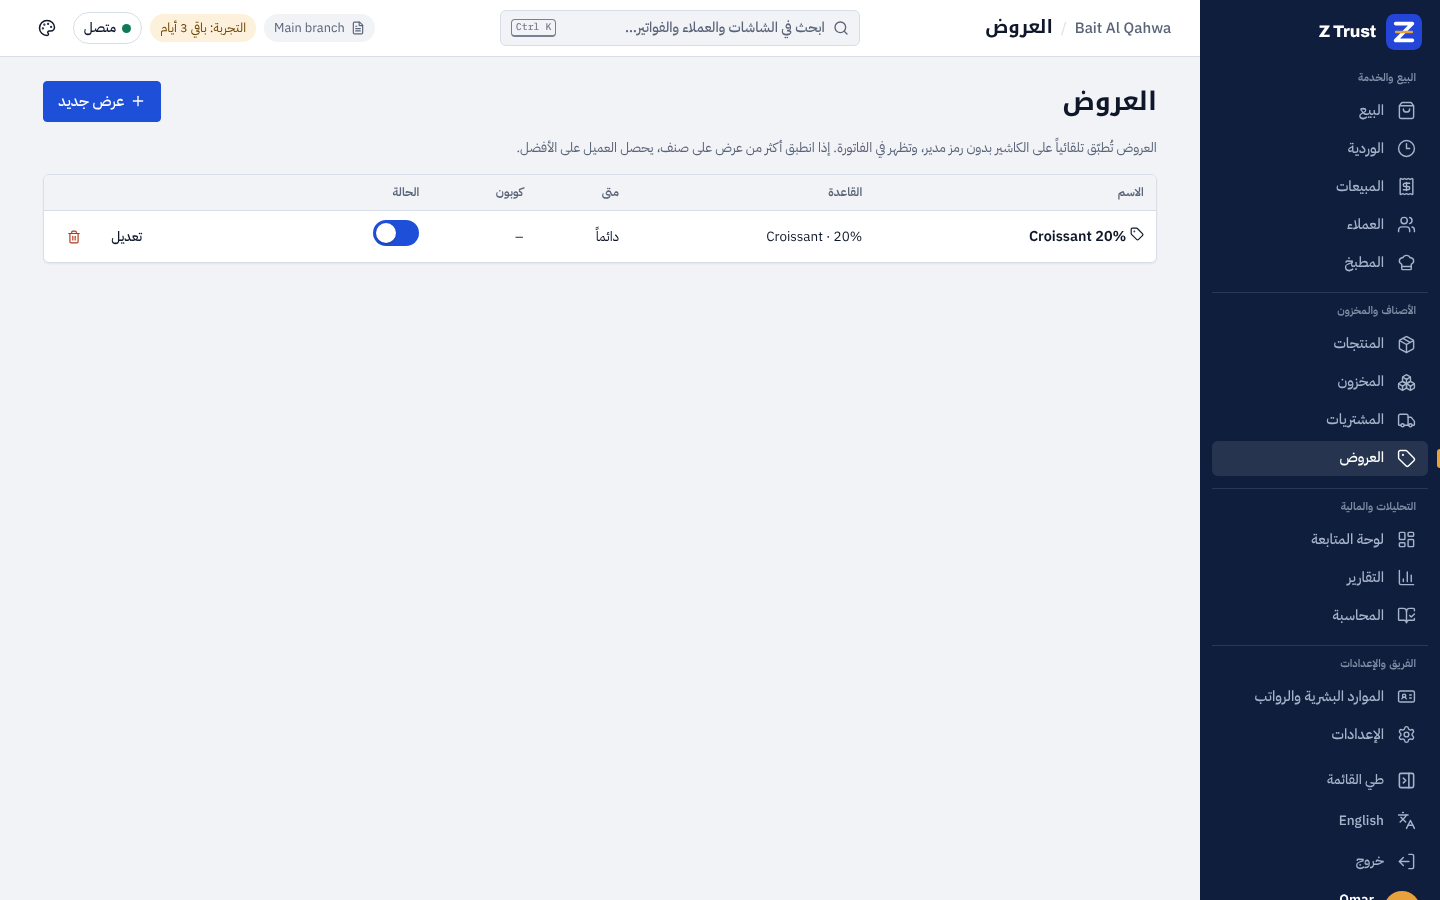 Z Trust
البيع والخدمة
البيع
الوردية
المبيعات
العملاء
المطبخ
الأصناف والمخزون
المنتجات
المخزون
المشتريات
العروض
التحليلات والمالية
لوحة المتابعة
التقارير
المحاسبة
الفريق والإعدادات
الموارد البشرية والرواتب
الإعدادات
طي القائمة
English
خروج
Omar
Bait Al Qahwa / العروض
ابحث في الشاشات والعملاء والفواتير... Ctrl K
Main branch
التجربة: باقي 3 أيام
متصل
العروض
+ عرض جديد
العروض تُطبّق تلقائياً على الكاشير بدون رمز مدير، وتظهر في الفاتورة. إذا انطبق أكثر من عرض على صنف، يحصل العميل على الأفضل.
الاسم القاعدة متى كوبون الحالة
Croissant 20% Croissant · 20% دائماً – تعديل